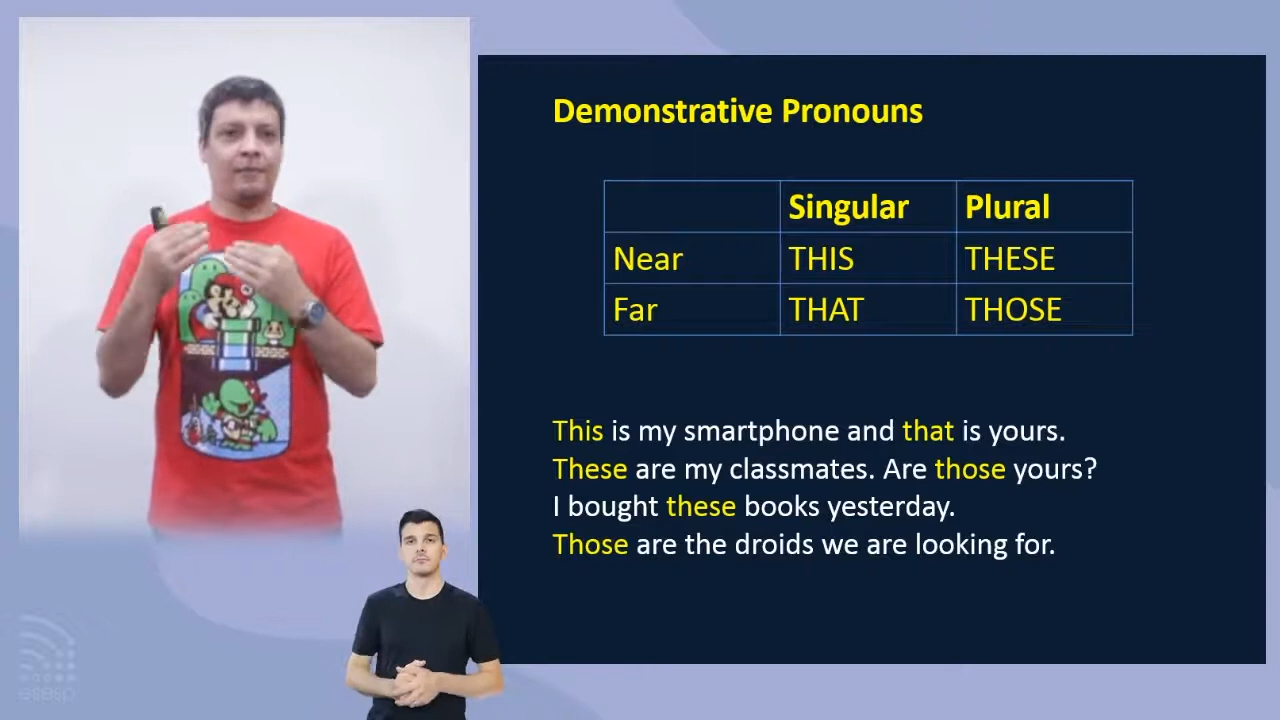 Demonstrative Pronouns
Singular Plural
Near THIS THESE
Far THAT THOSE
This is my smartphone and that is yours.
These are my classmates. Are those yours?
I bought these books yesterday.
Those are the droids we are looking for.
esesp